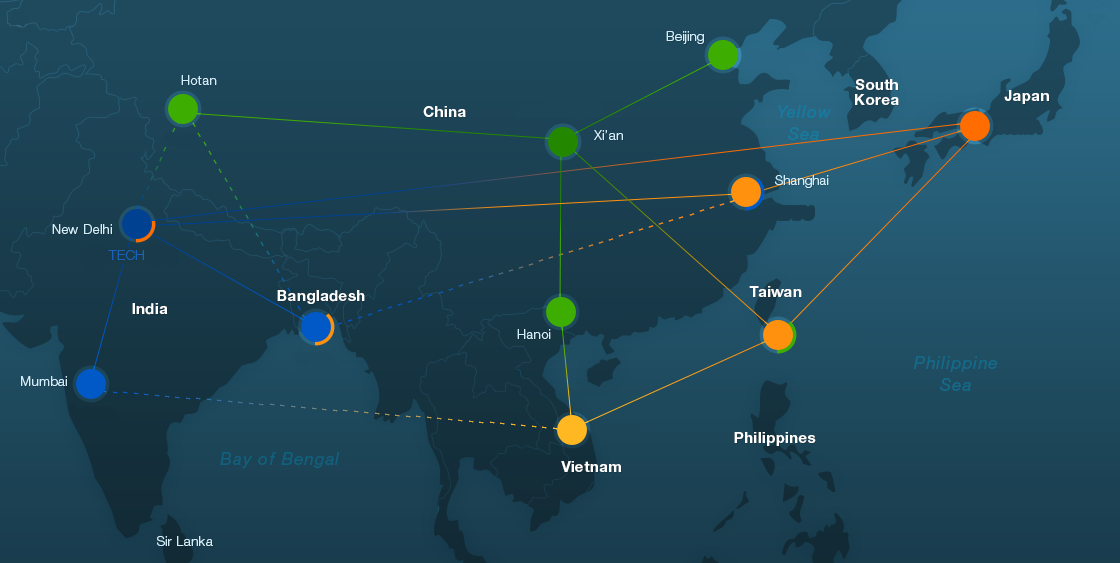 Beijing
Hotan
South
Korea
Japan
China
Yellow
Sea
Xi'an
Shanghai
New Delhi
TECH
Bangladesh
Taiwan
India
Hanoi
Philippine
Sea
Mumbai
Philippines
Bay of Bengal
Vietnam
Sir Lanka